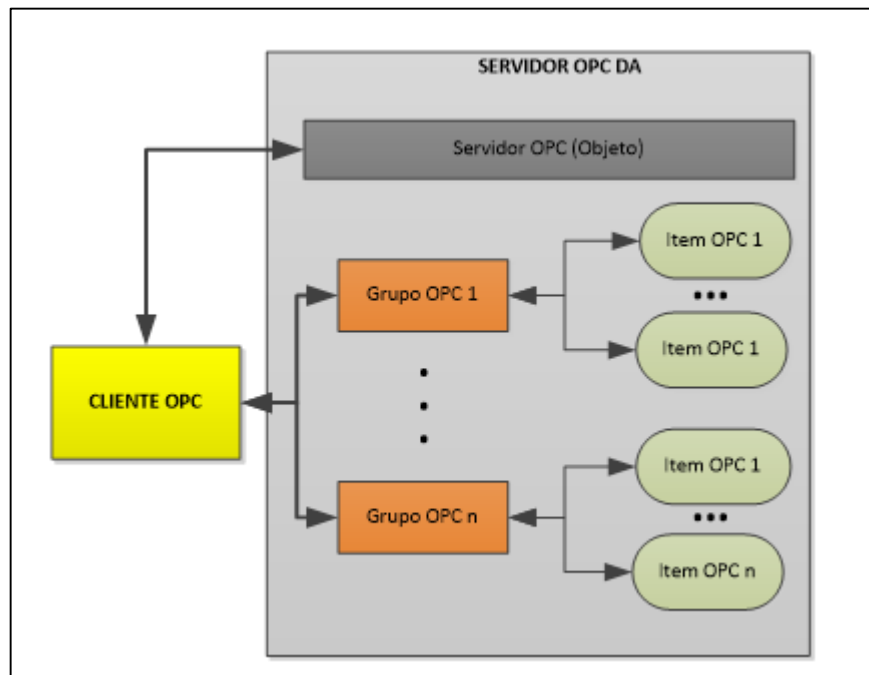 SERVIDOR OPC DA
Servidor OPC (Objeto)
Item OPC 1
Grupo OPC 1
Item OPC 1
CLIENTE OPC
Item OPC 1
Grupo OPC n
Item OPC n